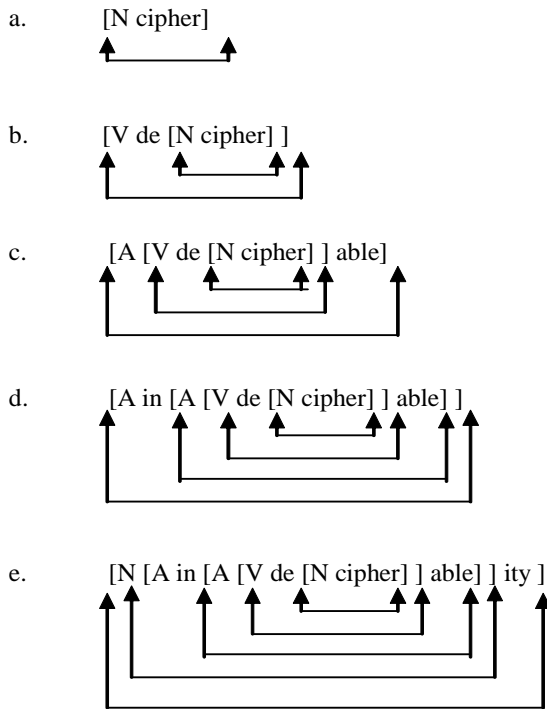 a. [N cipher]
b. [V de [N cipher] ]
c. [A [V de [N cipher] ] able]
d. [A in [A [V de [N cipher] ] able] ]
e. [N [A in [A [V de [N cipher] ] able] ] ity ]